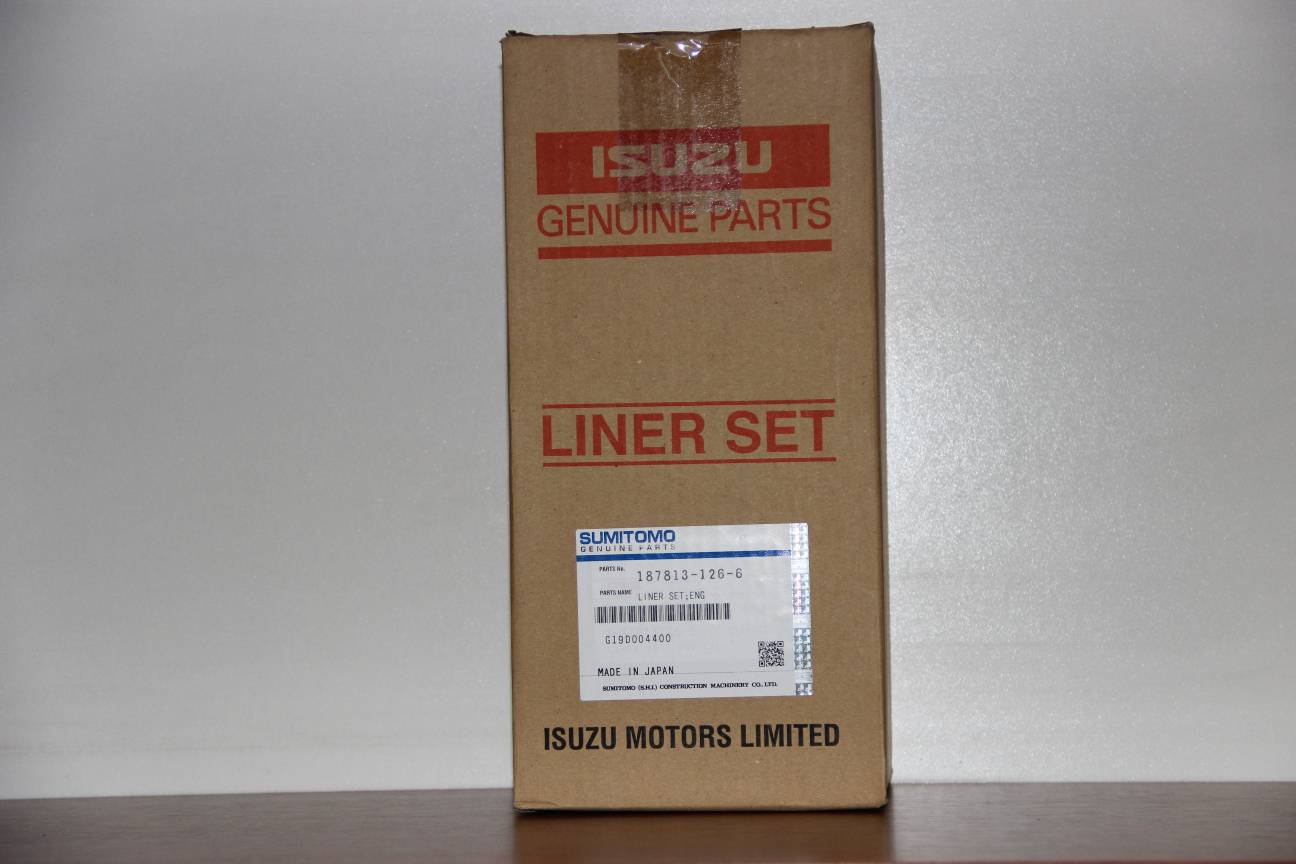 ISUZU
GENUINE PARTS
LINER SET
SUMITOMO
GENUINE PARTS
PARTS No. 187813-126-6
PARTS NAME LINER SET;ENG
G19D004400
MADE IN JAPAN
SUMITOMO (S.H.I.) CONSTRUCTION MACHINERY CO., LTD.
ISUZU MOTORS LIMITED